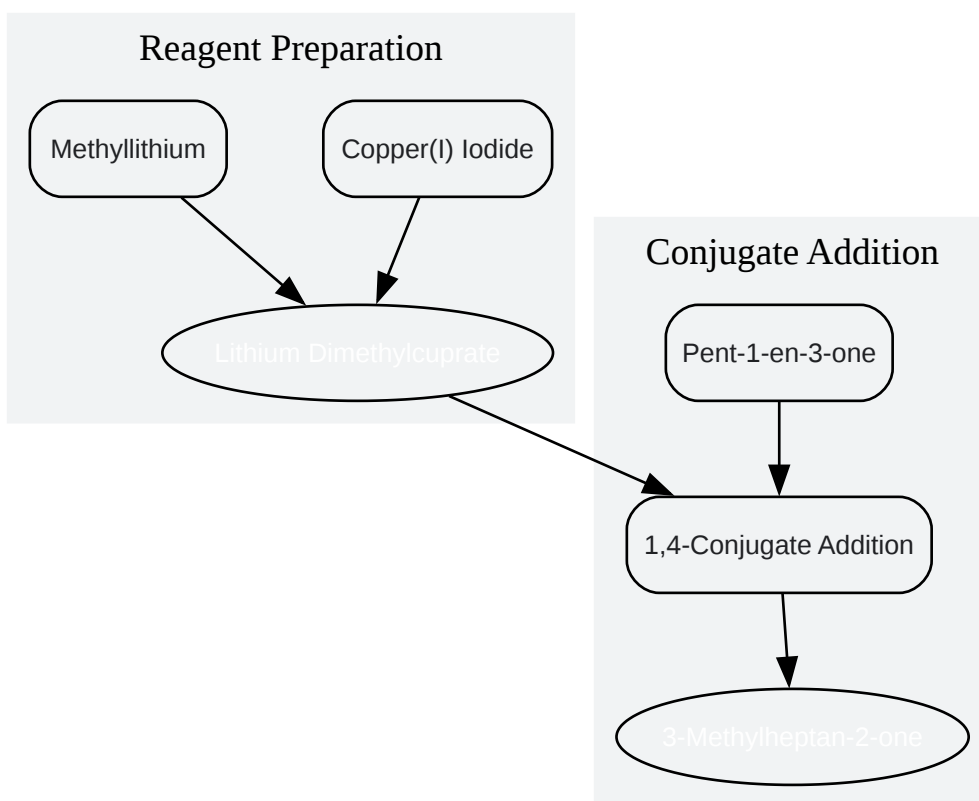 Reagent Preparation
Methyllithium
Copper(I) Iodide
Lithium Dimethylcuprate
Conjugate Addition
Pent-1-en-3-one
1,4-Conjugate Addition
3-Methylheptan-2-one